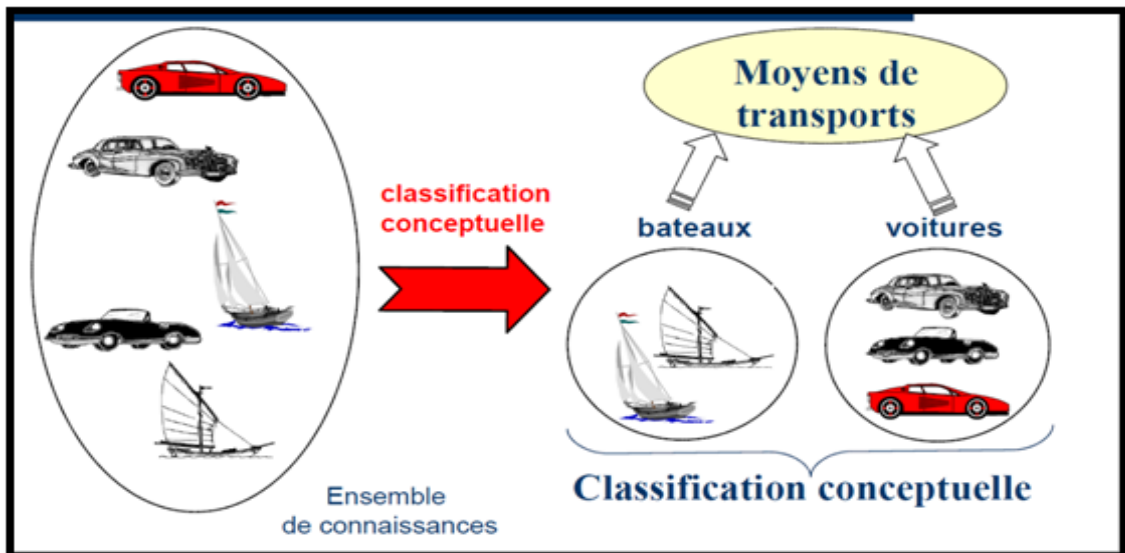 Moyens de
transports
classification
conceptuelle
bateaux
voitures
Classification conceptuelle
Ensemble
de connaissances